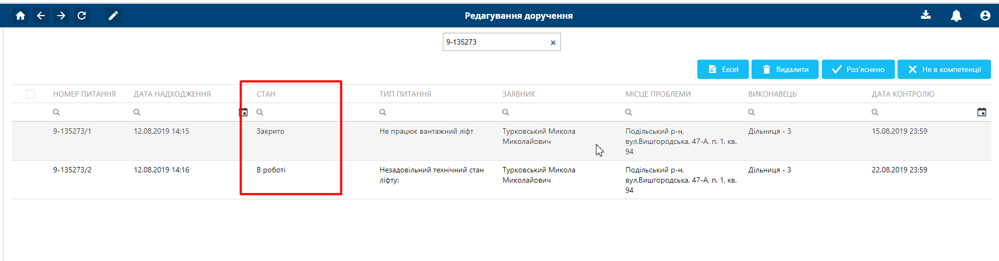 Редагування доручення
9-135273
Excel Видалити Роз'яснено Не в компетенції
НОМЕР ПИТАННЯ ДАТА НАДХОДЖЕННЯ СТАН ТИП ПИТАННЯ ЗАЯВНИК МІСЦЕ ПРОБЛЕМИ ВИКОНАВЕЦЬ ДАТА КОНТРОЛЮ
9-135273/1 12.08.2019 14:15 Закрито Не працює вантажний ліфт Турковський Микола Подільський р-н, Дільниця - 3 15.08.2019 23:59
Миколайович вул.Вишгородська, 47-А, п. 1, кв.
94
9-135273/2 12.08.2019 14:16 В роботі Незадовільний технічний стан Турковський Микола Подільський р-н, Дільниця - 3 22.08.2019 23:59
ліфту: Миколайович вул.Вишгородська, 47-А, п. 1, кв.
94